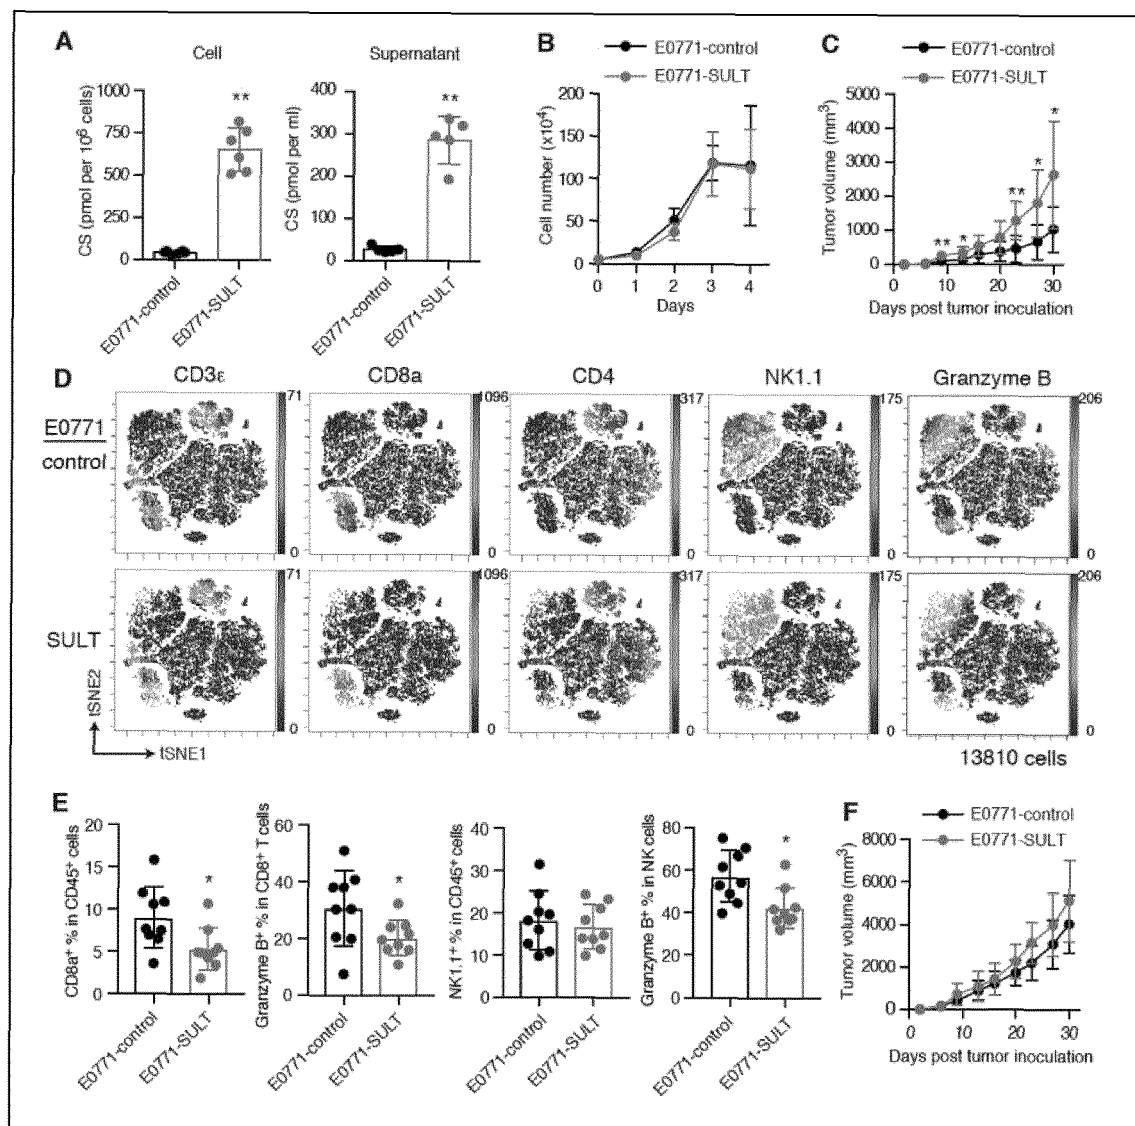 A
Cell
CS (pmol per 10⁶ cells)
1000
750
500
250
0
**
E0771-control
E0771-SULT
Supernatant
CS (pmol per ml)
400
300
200
100
0
**
E0771-control
E0771-SULT
B
E0771-control
E0771-SULT
Cell number (x10⁴)
200
150
100
50
0
0 1 2 3 4
Days
C
E0771-control
E0771-SULT
Tumor volume (mm³)
5000
4000
3000
2000
1000
0
** * ** * *
0 10 20 30
Days post tumor inoculation
D
CD3ε CD8a CD4 NK1.1 Granzyme B
E0771
control
71 1096 317 175 206
0 0 0 0 0
SULT
71 1096 317 175 206
0 0 0 0 0
tSNE2
tSNE1
13810 cells
E
CD8a⁺ % in CD45⁺ cells
20
15
10
5
0
*
E0771-control
E0771-SULT
Granzyme B⁺ % in CD8⁺ T cells
60
40
20
0
*
E0771-control
E0771-SULT
NK1.1⁺ % in CD45⁺ cells
40
30
20
10
0
E0771-control
E0771-SULT
Granzyme B⁺ % in NK cells
80
60
40
20
0
*
E0771-control
E0771-SULT
F
E0771-control
E0771-SULT
Tumor volume (mm³)
8000
6000
4000
2000
0
0 10 20 30
Days post tumor inoculation